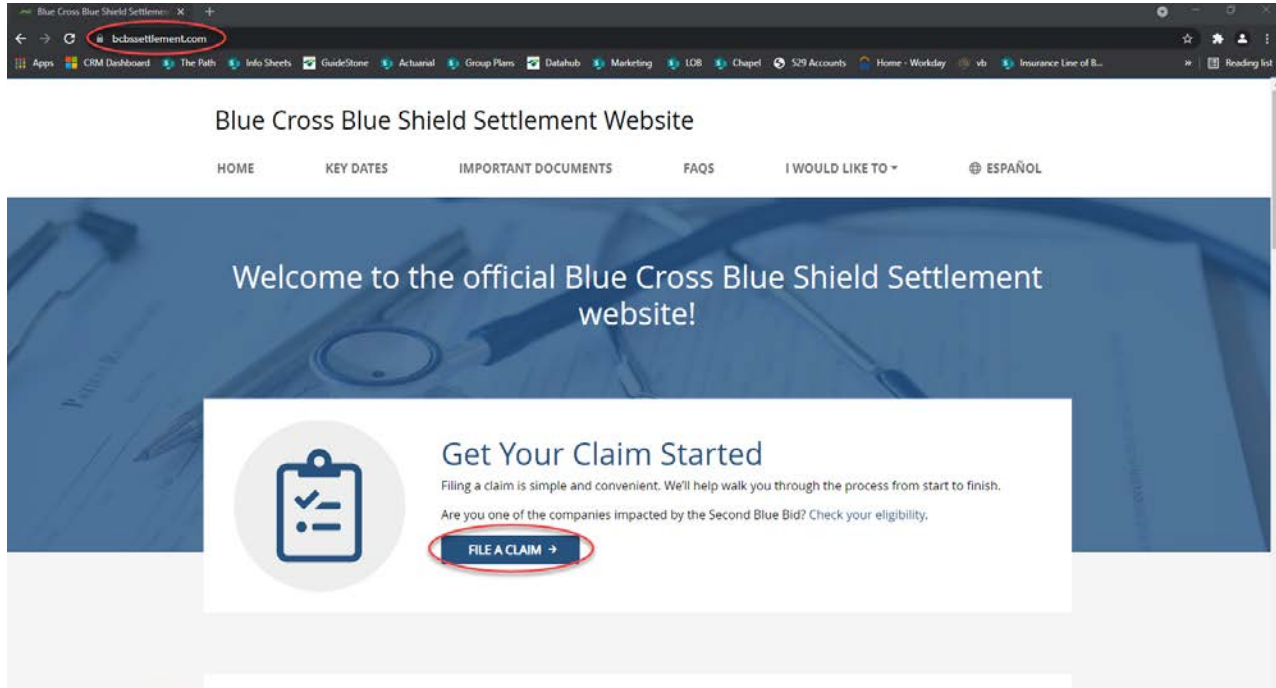 Blue Cross Blue Shield Settlemen
bcbssettlement.com
Apps CRM Dashboard The Path Info Sheets GuideStone Actuarial Group Plans Datahub Marketing LOB Chapel 529 Accounts Home - Workday vb Insurance Line of B... » Reading list
Blue Cross Blue Shield Settlement Website
HOME KEY DATES IMPORTANT DOCUMENTS FAQS I WOULD LIKE TO ESPAÑOL
Welcome to the official Blue Cross Blue Shield Settlement
website!
Get Your Claim Started
Filing a claim is simple and convenient. We'll help walk you through the process from start to finish.
Are you one of the companies impacted by the Second Blue Bid? Check your eligibility.
FILE A CLAIM →